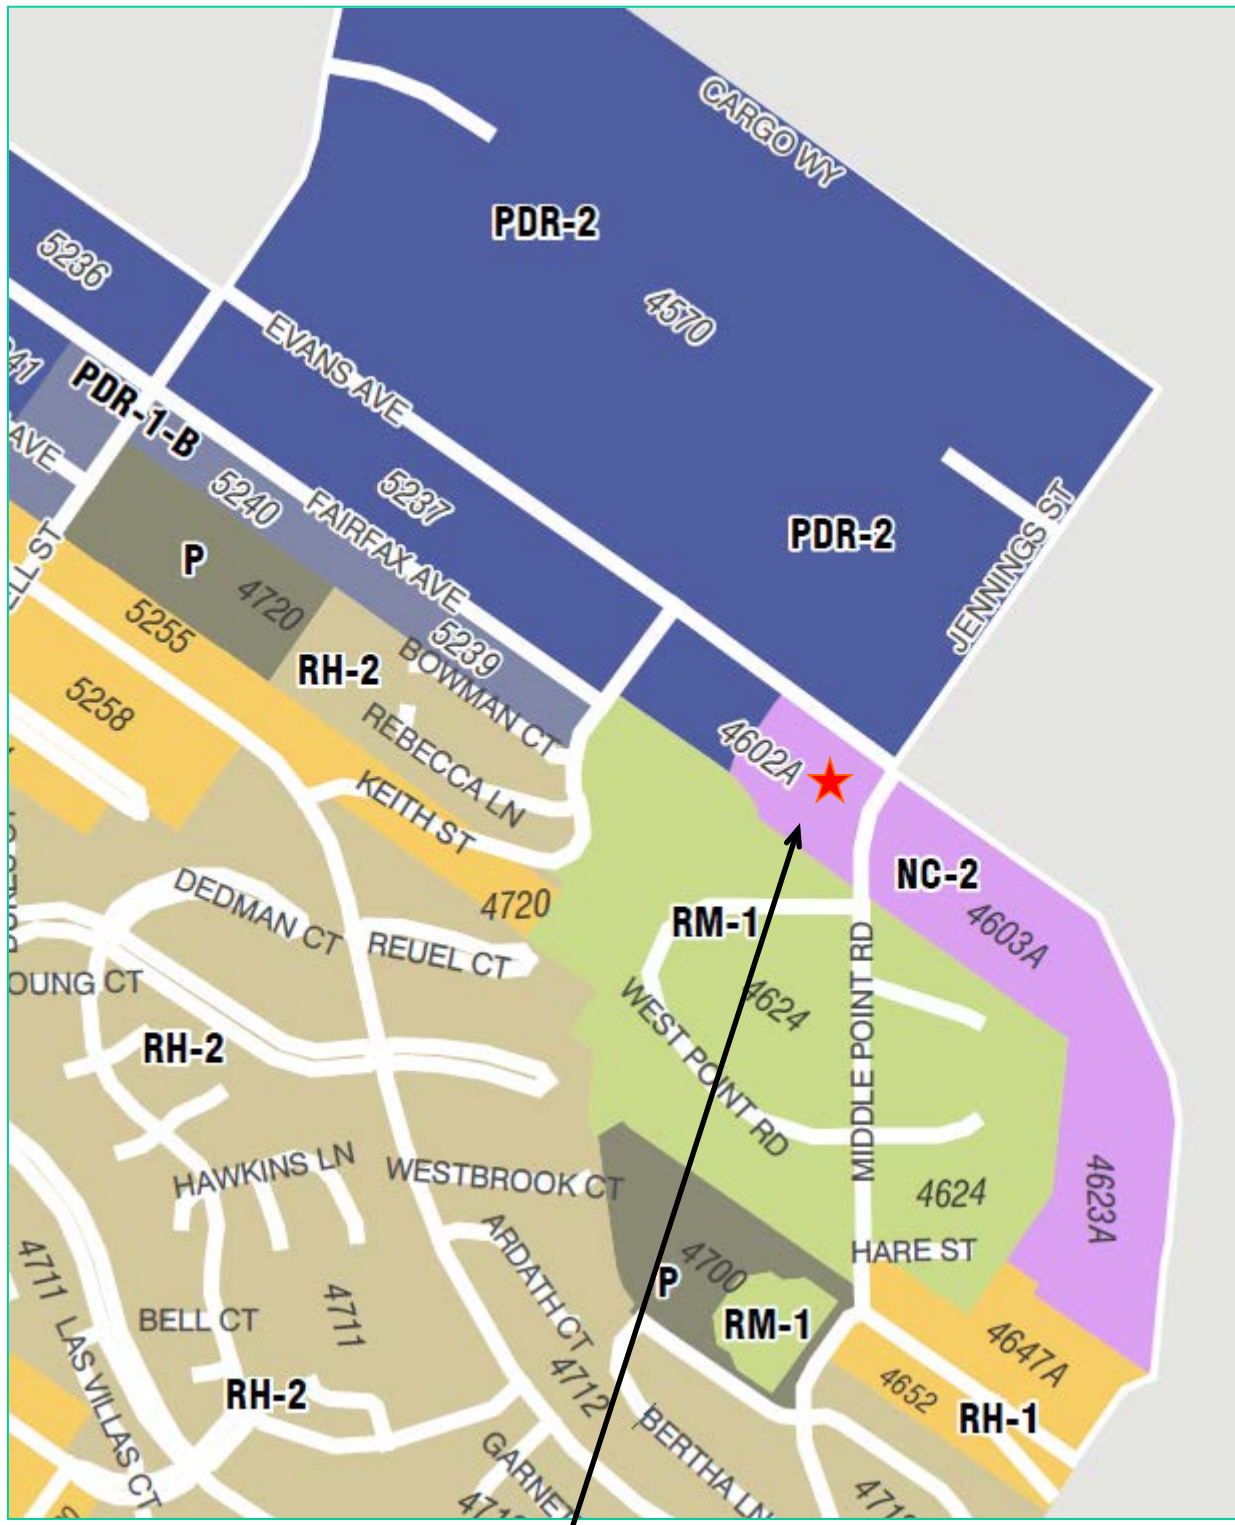 CARGO WY
PDR-2
5236
4570
EVANS AVE
41
PDR-1-B
AVE
5240
5237
FAIRFAX AVE
PDR-2
JENNINGS ST
ELL ST
P
4720
5255
5239
RH-2
BOWMAN CT
5258
REBECCA LN
4602A
KEITH ST
NC-2
DEDMAN CT
4720
RM-1
4603A
REUEL CT
OUNG CT
4624
WEST POINT RD
MIDDLE POINT RD
RH-2
HAWKINS LN
WESTBROOK CT
4624
4623A
ARDATH CT
HARE ST
4711
4700
P
BELL CT
4711
RM-1
LAS VILLAS CT
4647A
4712
4652
RH-2
RH-1
BERTHA LN
GARNET